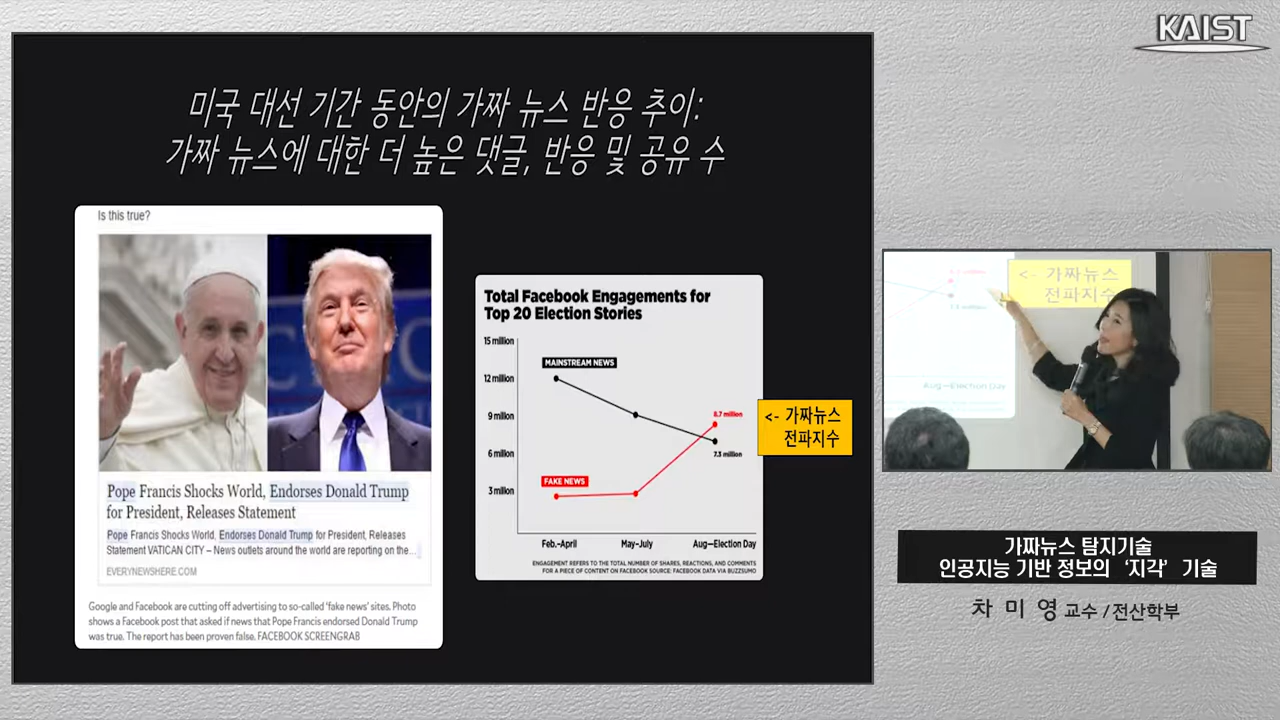 KAIST
미국 대선 기간 동안의 가짜 뉴스 반응 추이:
가짜 뉴스에 대한 더 높은 댓글, 반응 및 공유 수
Is this true?
Pope Francis Shocks World, Endorses Donald Trump
for President, Releases Statement
Pope Francis Shocks World, Endorses Donald Trump for President, Releases
Statement VATICAN CITY – News outlets around the world are reporting on the...
EVERYNEWSHERE.COM
Google and Facebook are cutting off advertising to so-called 'fake news' sites. Photo
shows a Facebook post that asked if news that Pope Francis endorsed Donald Trump
was true. The report has been proven false. FACEBOOK SCREENGRAB
Total Facebook Engagements for
Top 20 Election Stories
15 million
12 million
9 million
6 million
3 million
MAINSTREAM NEWS
8.7 million
7.3 million
FAKE NEWS
Feb.–April
May–July
Aug–Election Day
ENGAGEMENT REFERS TO THE TOTAL NUMBER OF SHARES, REACTIONS, AND COMMENTS
FOR A PIECE OF CONTENT ON FACEBOOK SOURCE: FACEBOOK DATA VIA BUZZSUMO
<- 가짜뉴스
전파지수
<- 가짜뉴스
전파지수
Aug—Election Day
가짜뉴스 탐지기술
인공지능 기반 정보의 ‘지각’ 기술
차 미 영 교수 / 전산학부